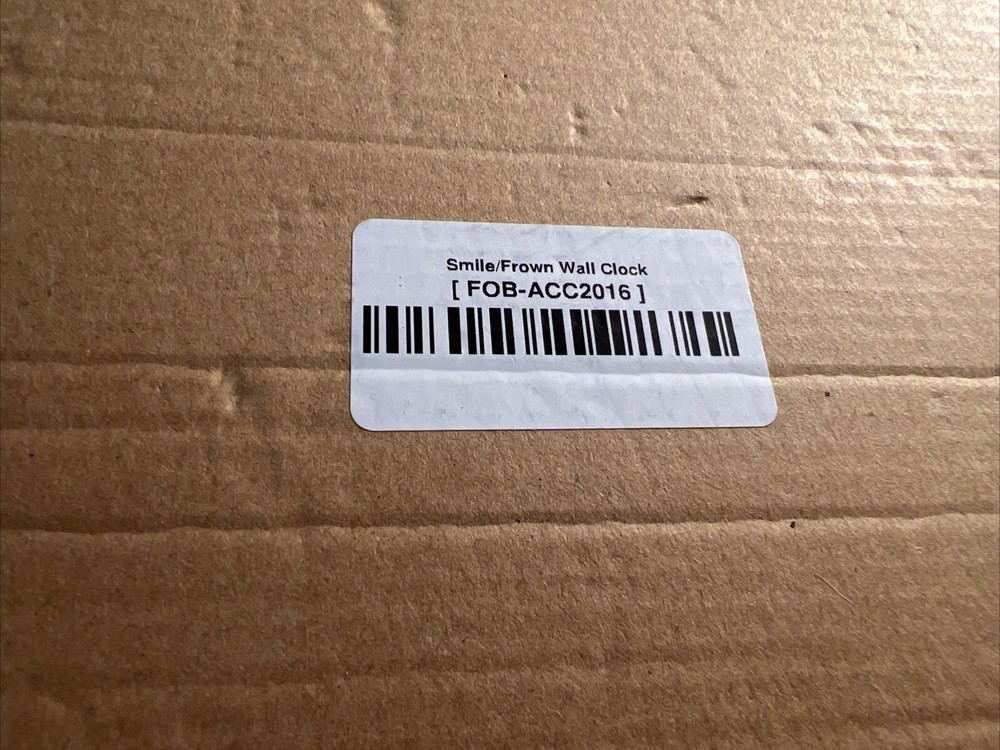 Smile/Frown Wall Clock
[ FOB-ACC2016 ]